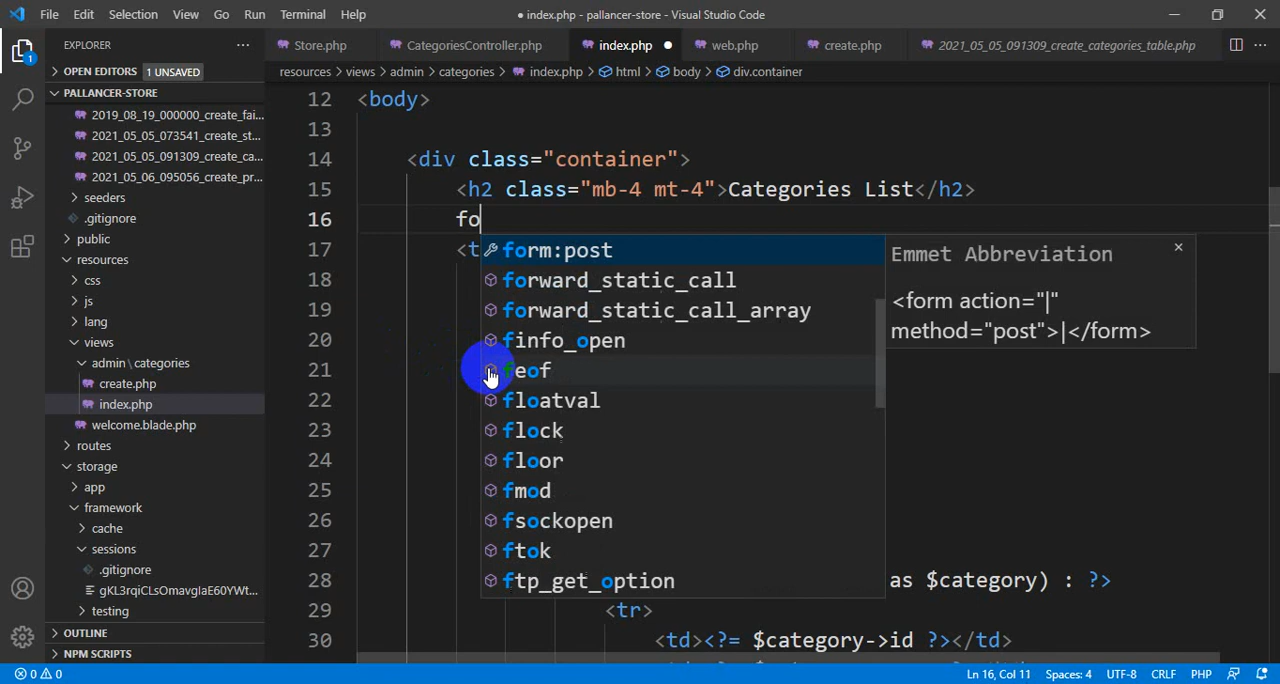 File Edit Selection View Go Run Terminal Help
● index.php - pallancer-store - Visual Studio Code
EXPLORER
Store.php CategoriesController.php index.php web.php create.php 2021_05_05_091309_create_categories_table.php
OPEN EDITORS 1 UNSAVED
resources > views > admin > categories > index.php > html > body > div.container
PALLANCER-STORE
2019_08_19_000000_create_fai...
2021_05_05_073541_create_st...
2021_05_05_091309_create_ca...
2021_05_06_095056_create_pr...
seeders
.gitignore
public
resources
css
js
lang
views
admin\categories
create.php
index.php
welcome.blade.php
routes
storage
app
framework
cache
sessions
.gitignore
gKL3rqiCLsOmavglaE60YWt...
testing
OUTLINE
NPM SCRIPTS
12 <body>
13
14 <div class="container">
15 <h2 class="mb-4 mt-4">Categories List</h2>
16 fo
17 <t
18
19
20
21
22
23
24
25
26
27
28 as $category) : ?>
29 <tr>
30 <td><?= $category->id ?></td>
form:post
forward_static_call
forward_static_call_array
finfo_open
feof
floatval
flock
floor
fmod
fsockopen
ftok
ftp_get_option
Emmet Abbreviation
<form action="|"
method="post">|</form>
0 0 Ln 16, Col 11 Spaces: 4 UTF-8 CRLF PHP
1